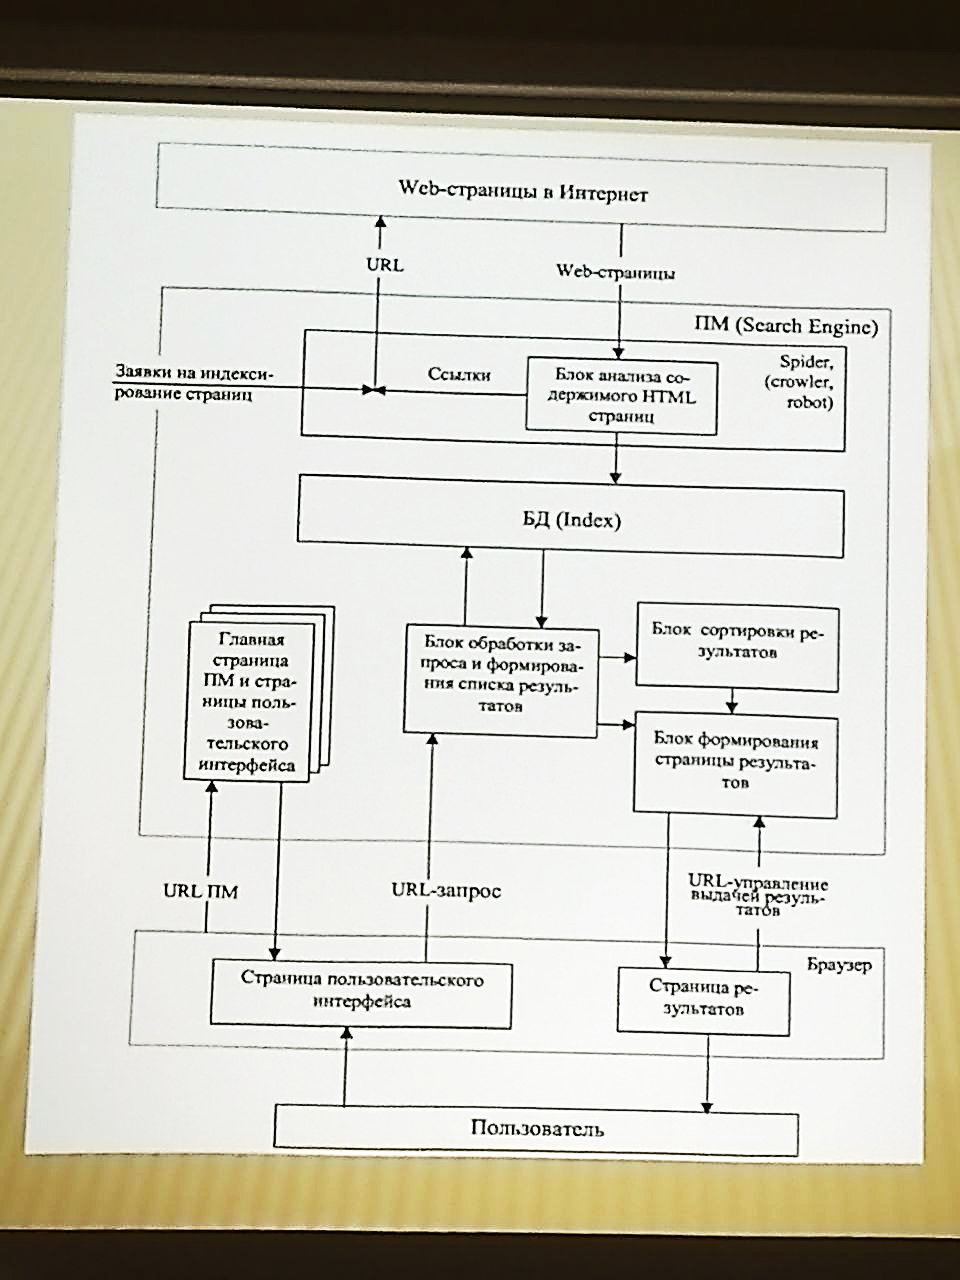 Web-страницы в Интернет
URL
Web-страницы
ПМ (Search Engine)
Spider,
(crowler,
robot)
Заявки на индекси-
рование страниц
Ссылки
Блок анализа со-
держимого HTML
страниц
БД (Index)
Главная
страница
ПМ и стра-
ницы поль-
зова-
тельского
интерфейса
Блок обработки за-
проса и формирова-
ния списка резуль-
татов
Блок сортировки ре-
зультатов
Блок формирования
страницы результа-
тов
URL ПМ
URL-запрос
URL-управление
выдачей резуль-
татов
Браузер
Страница пользовательского
интерфейса
Страница ре-
зультатов
Пользователь